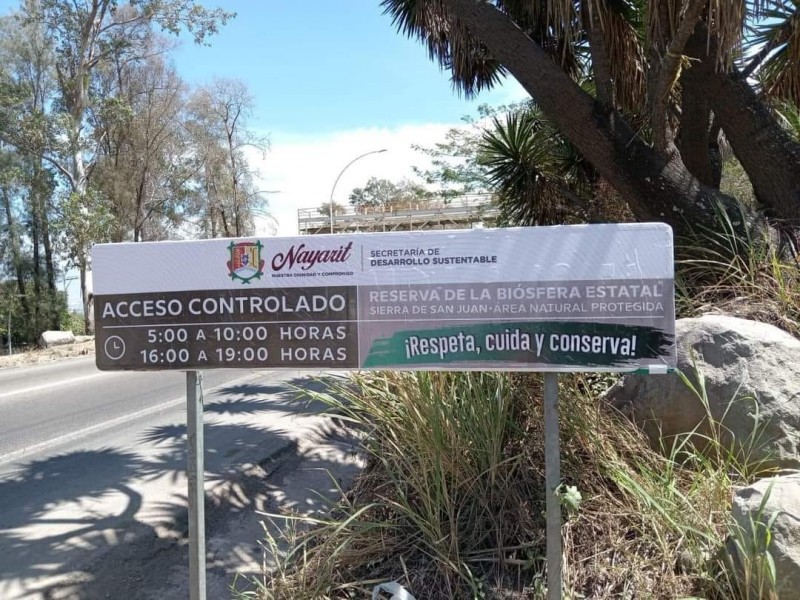 Nayarit
NUESTRA DIGNIDAD Y COMPROMISO
SECRETARÍA DE
DESARROLLO SUSTENTABLE
ACCESO CONTROLADO
5:00 A 10:00 HORAS
16:00 A 19:00 HORAS
RESERVA DE LA BIÓSFERA ESTATAL
SIERRA DE SAN JUAN·ÁREA NATURAL PROTEGIDA
¡Respeta, cuida y conserva!